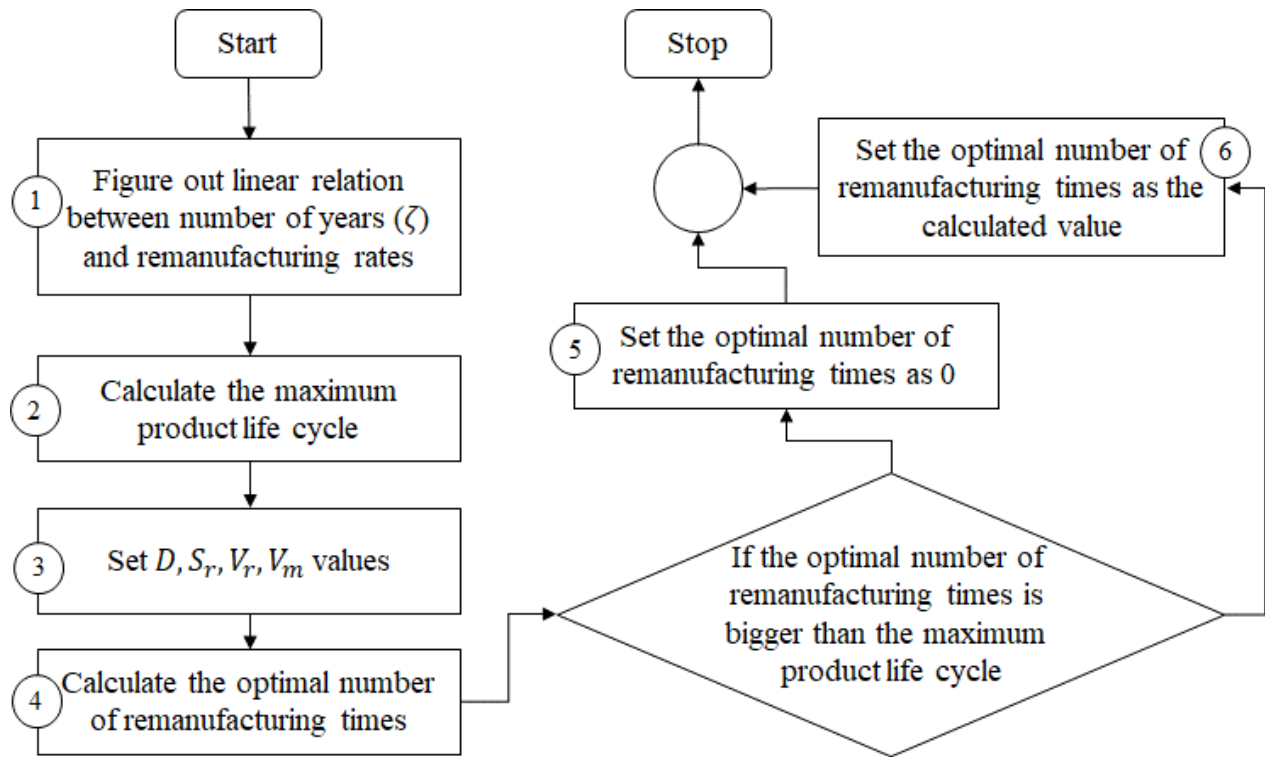 Start
1
Figure out linear relation
between number of years (ζ)
and remanufacturing rates
2
Calculate the maximum
product life cycle
3
Set D, Sᵣ, Vᵣ, Vₘ values
4
Calculate the optimal number
of remanufacturing times
If the optimal number of
remanufacturing times is
bigger than the maximum
product life cycle
5
Set the optimal number of
remanufacturing times as 0
6
Set the optimal number of
remanufacturing times as the
calculated value
Stop